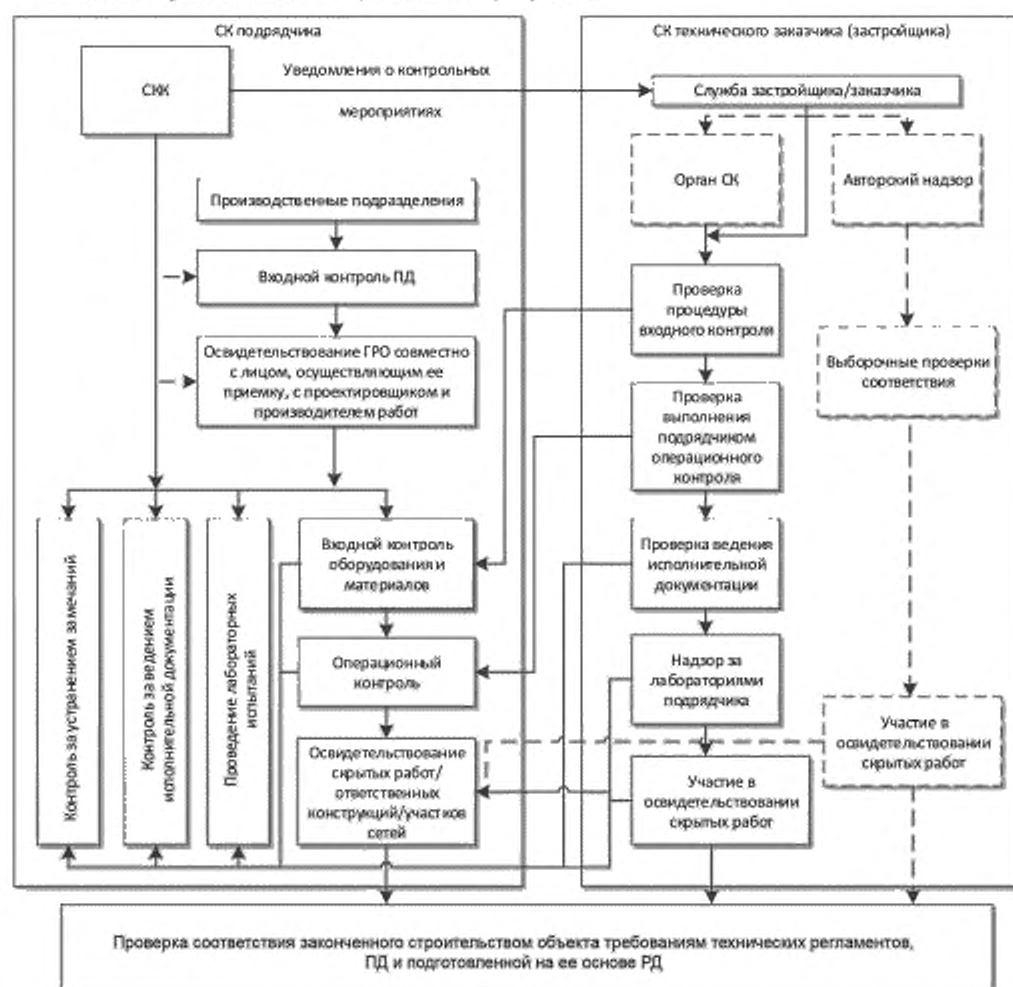 СК подрядчика
СКК
Уведомления о контрольных
мероприятиях
Производственные подразделения
Входной контроль ПД
Освидетельствование ГРО совместно
с лицом, осуществляющим ее
приемку, с проектировщиком и
производителем работ
Контроль за устранением замечаний
Контроль за ведением
исполнительной документации
Проведение лабораторных
испытаний
Входной контроль
оборудования и
материалов
Операционный
контроль
Освидетельствование
скрытых работ/
ответственных
конструкций/участков
сетей
СК технического заказчика (застройщика)
Служба застройщика/заказчика
Орган СК
Авторский надзор
Проверка
процедуры
входного контроля
Выборочные проверки
соответствия
Проверка
выполнения
подрядчиком
операционного
контроля
Проверка ведения
исполнительной
документации
Надзор за
лабораториями
подрядчика
Участие в
освидетельствовании
скрытых работ
Участие в
освидетельствовании
скрытых работ
Проверка соответствия законченного строительством объекта требованиям технических регламентов,
ПД и подготовленной на ее основе РД